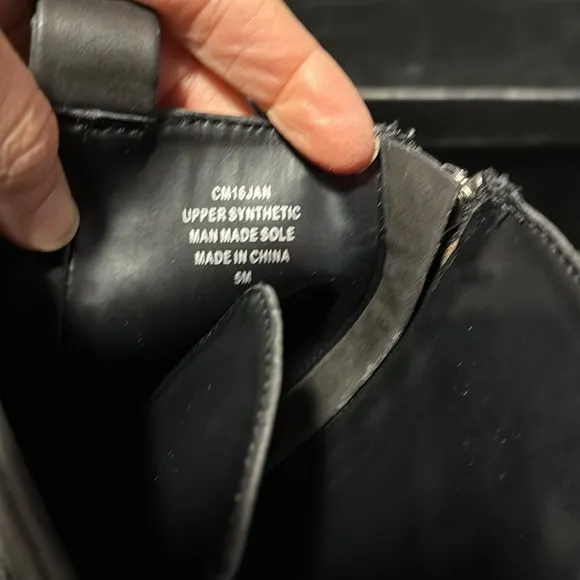 CM16JAN
UPPER SYNTHETIC
MAN MADE SOLE
MADE IN CHINA
5M